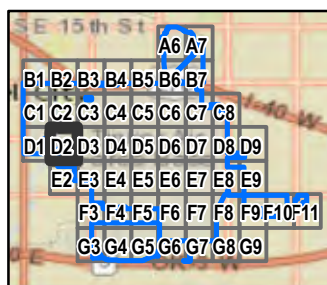 SE 15th St
A6 A7
B1 B2 B3 B4 B5 B6 B7
I-40 W
C1 C2 C3 C4 C5 C6 C7 C8
D1 D2 D3 D4 D5 D6 D7 D8 D9
E2 E3 E4 E5 E6 E7 E8 E9
F3 F4 F5 F6 F7 F8 F9 F10 F11
G3 G4 G5 G6 G7 G8 G9